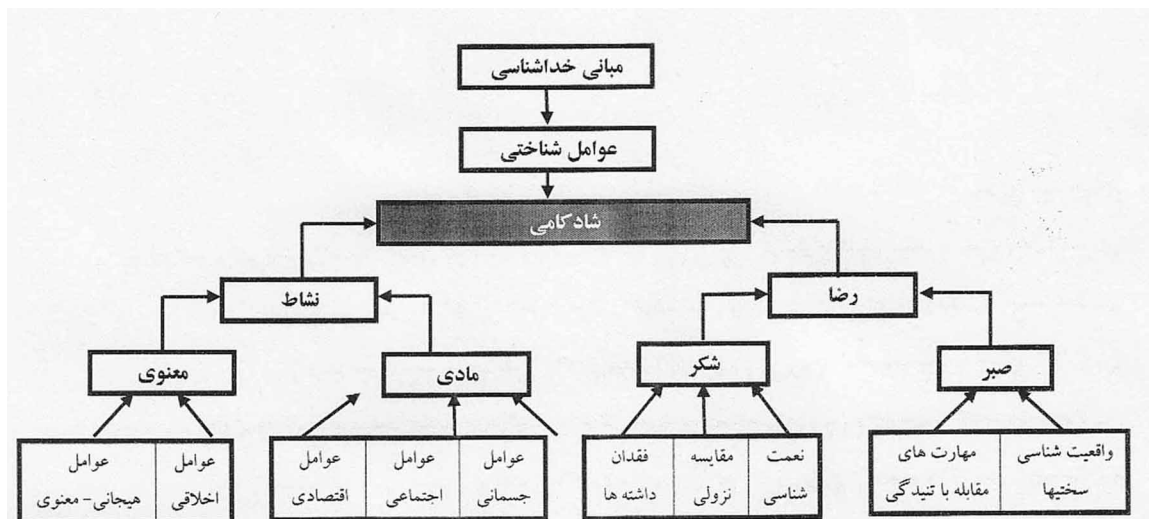 مبانی خداشناسی
عوامل شناختی
شادکامی
رضا
نشاط
صبر
شکر
مادی
معنوی
واقعیت شناسی
سختیها
مهارت های
مقابله با تنیدگی
نعمت
شناسی
مقایسه
نزولی
فقدان
داشته ها
عوامل
جسمانی
عوامل
اجتماعی
عوامل
اقتصادی
عوامل
اخلاقی
عوامل
هیجانی- معنوی